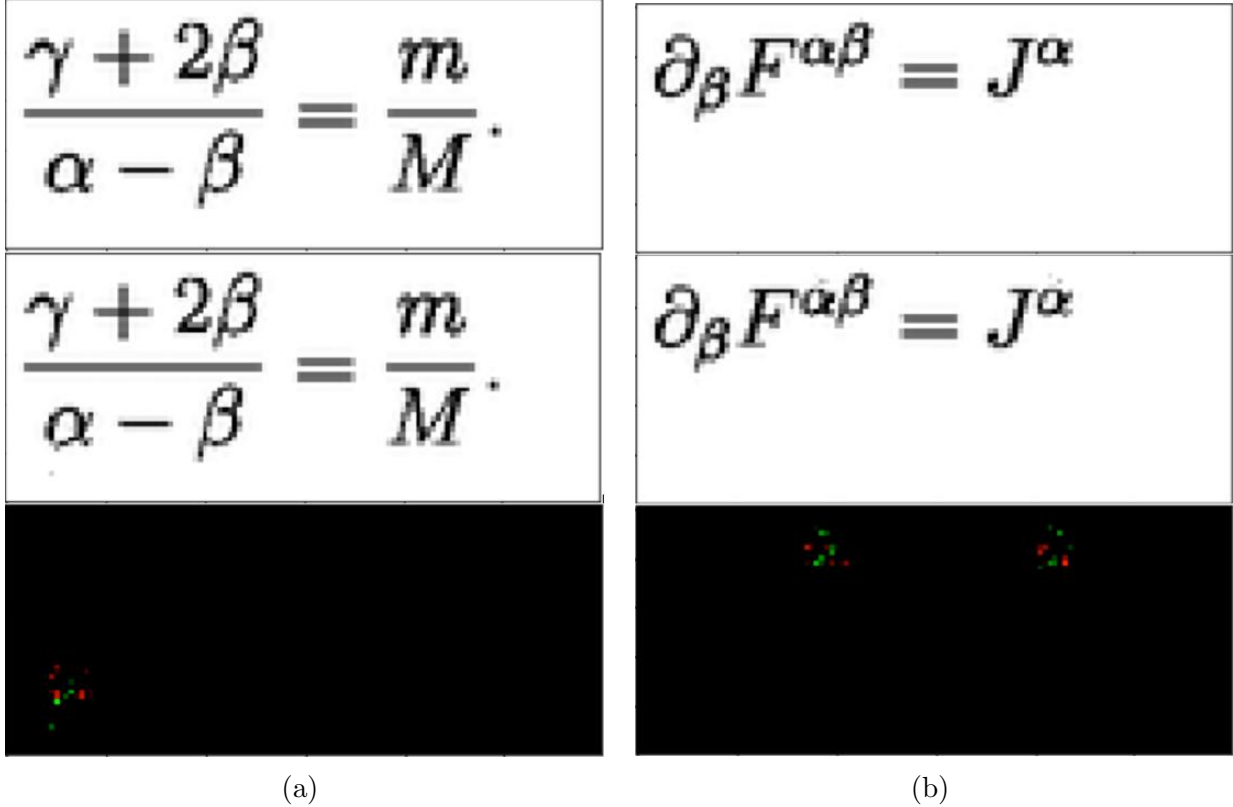 γ + 2β / α − β = m / M .
∂_β F^{αβ} = J^α
γ + 2β / α − β = m / M .
∂_β F^{αβ} = J^α
(a)
(b)